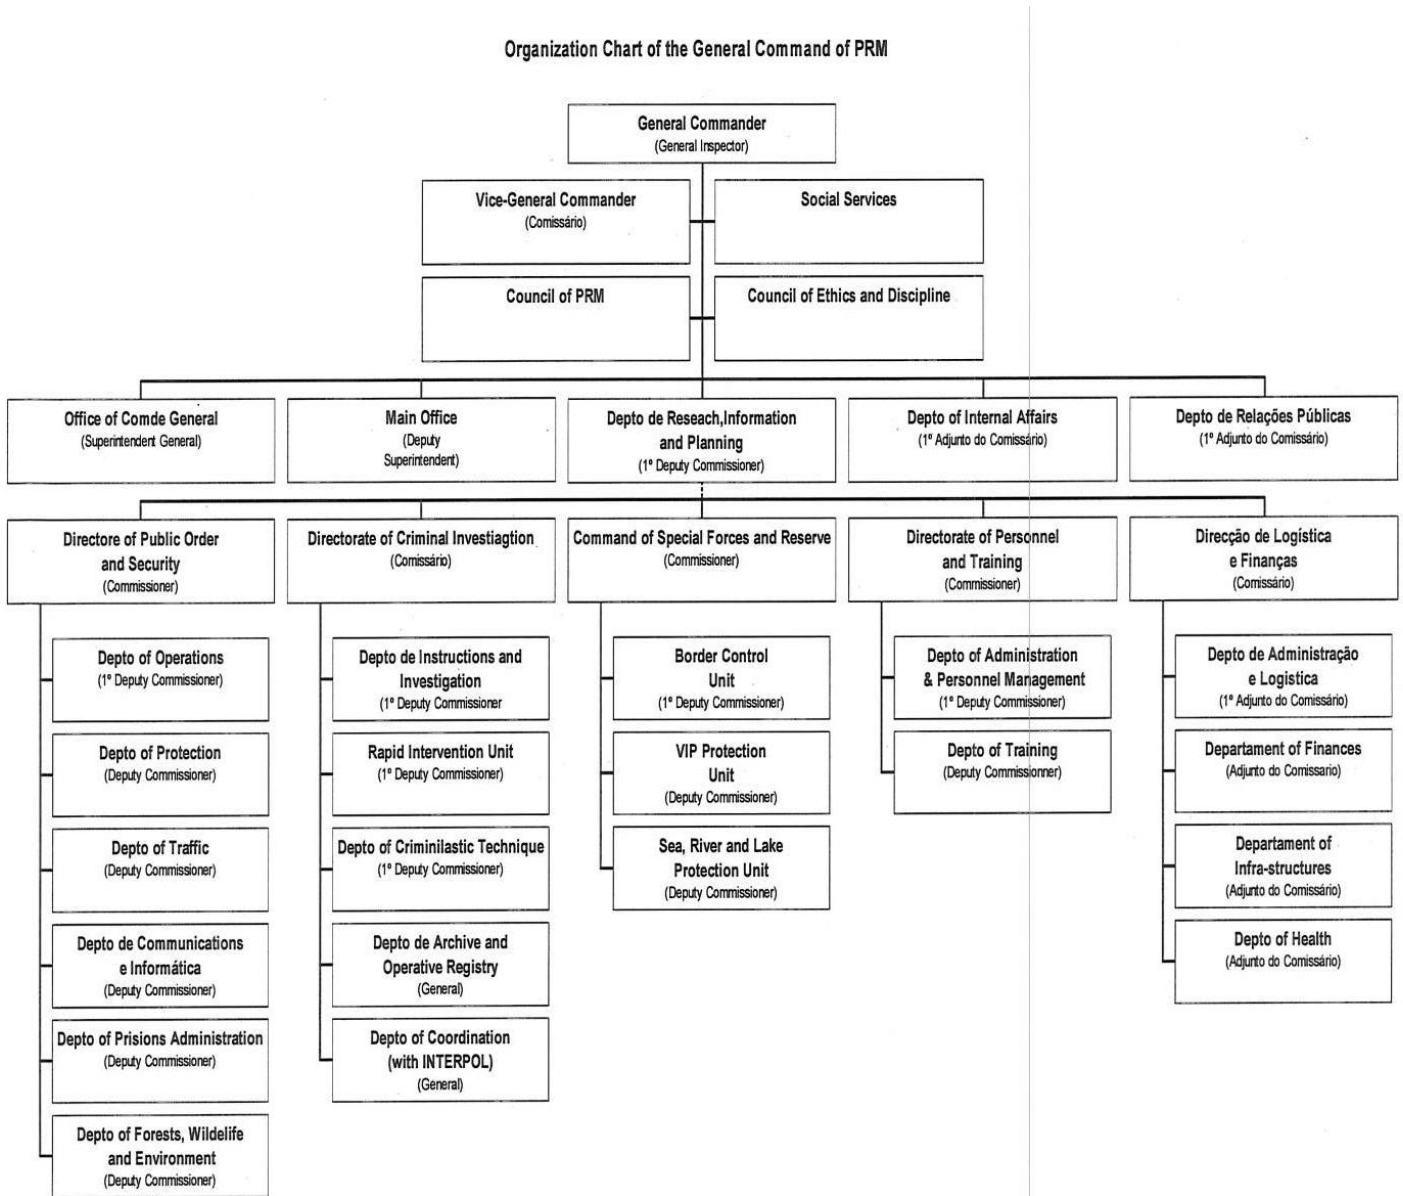 Organization Chart of the General Command of PRM
General Commander
(General Inspector)
Vice-General Commander
(Comissário)
Social Services
Council of PRM
Council of Ethics and Discipline
Office of Comde General
(Superintendent General)
Main Office
(Deputy
Superintendent)
Depto de Reseach,Information
and Planning
(1º Deputy Commissioner)
Depto of Internal Affairs
(1º Adjunto do Comissário)
Depto de Relações Públicas
(1º Adjunto do Comissário)
Directore of Public Order
and Security
(Commissioner)
Directorate of Criminal Investiagtion
(Comissário)
Command of Special Forces and Reserve
(Commissioner)
Directorate of Personnel
and Training
(Commissioner)
Direcção de Logística
e Finanças
(Comissário)
Depto of Operations
(1º Deputy Commissioner)
Depto of Protection
(Deputy Commissioner)
Depto of Traffic
(Deputy Commissioner)
Depto de Communications
e Informática
(Deputy Commissioner)
Depto of Prisions Administration
(Deputy Commissioner)
Depto of Forests, Wildelife
and Environment
(Deputy Commissioner)
Depto de Instructions and
Investigation
(1º Deputy Commissioner
Rapid Intervention Unit
(1º Deputy Commissioner)
Depto of Criminilastic Technique
(1º Deputy Commissioner)
Depto de Archive and
Operative Registry
(General)
Depto of Coordination
(with INTERPOL)
(General)
Border Control
Unit
(1º Deputy Commissioner)
VIP Protection
Unit
(Deputy Commissioner)
Sea, River and Lake
Protection Unit
(Deputy Commissioner)
Depto of Administration
& Personnel Management
(1º Deputy Commissioner)
Depto of Training
(Deputy Commissionner)
Depto de Administração
e Logistica
(1º Adjunto do Comissário)
Departament of Finances
(Adjunto do Comissario)
Departament of
Infra-structures
(Adjunto do Comissário)
Depto of Health
(Adjunto do Comissário)